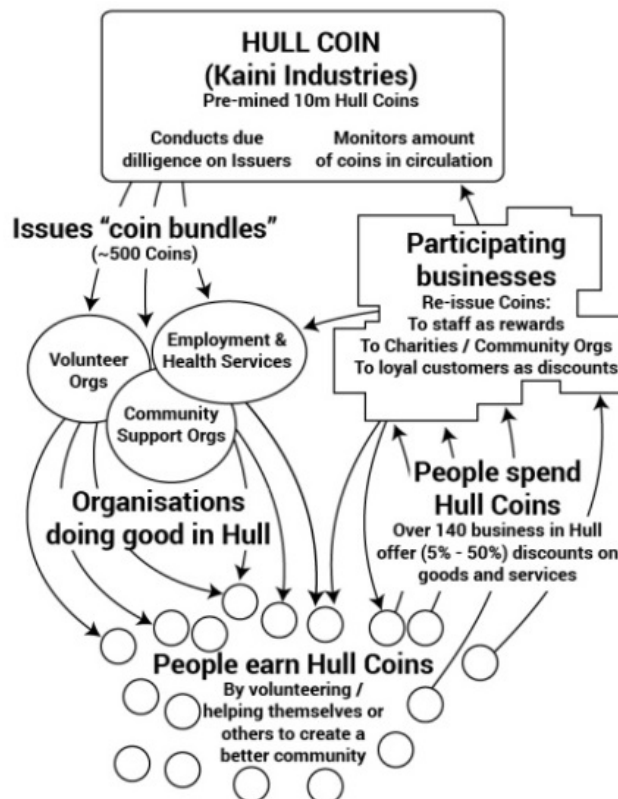 HULL COIN
(Kaini Industries)
Pre-mined 10m Hull Coins
Conducts due
dilligence on Issuers
Monitors amount
of coins in circulation
Issues “coin bundles”
(~500 Coins)
Participating
businesses
Re-issue Coins:
To staff as rewards
To Charities / Community Orgs
To loyal customers as discounts
Volunteer
Orgs
Employment &
Health Services
Community
Support Orgs
Organisations
doing good in Hull
People spend
Hull Coins
Over 140 business in Hull
offer (5% - 50%) discounts on
goods and services
People earn Hull Coins
By volunteering /
helping themselves or
others to create a
better community